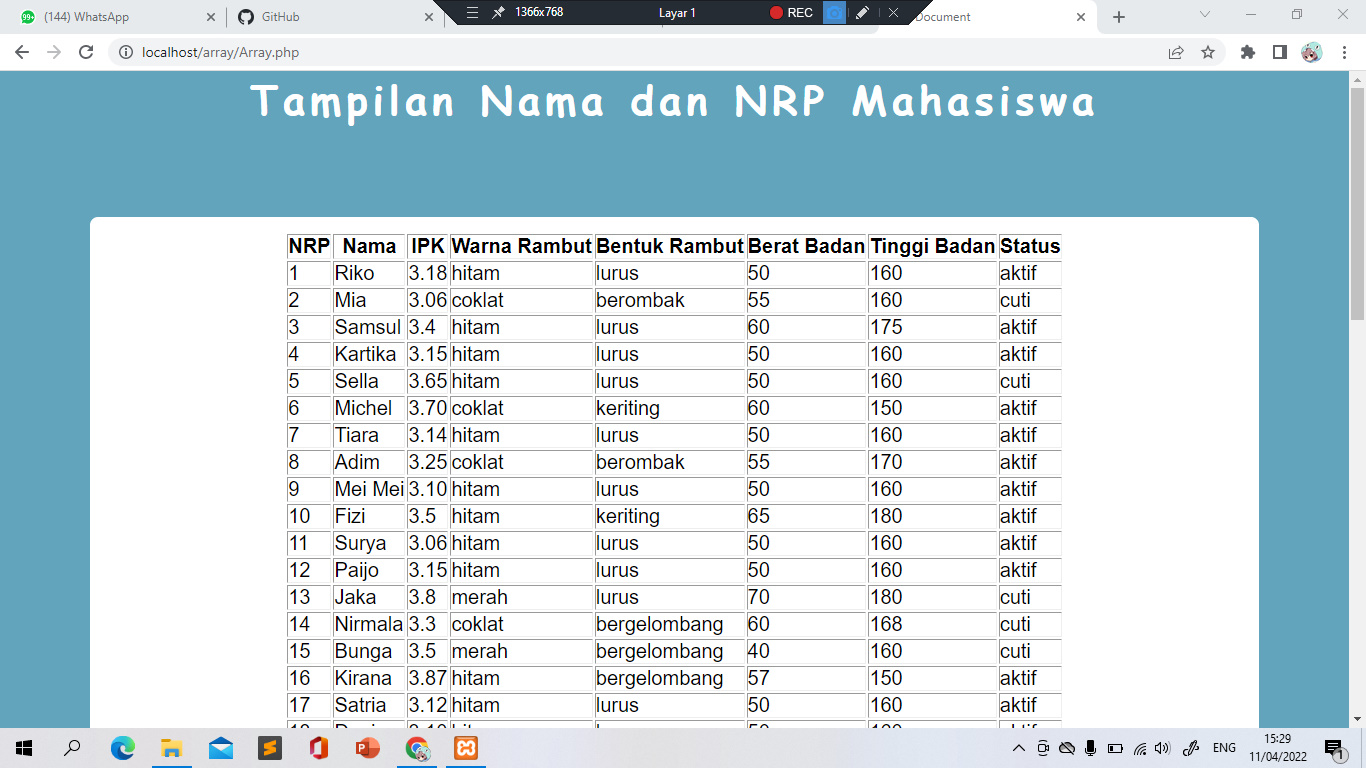 (144) WhatsApp GitHub 1366x768 Layar 1 REC Document
localhost/array/Array.php
Tampilan Nama dan NRP Mahasiswa
NRP Nama IPK Warna Rambut Bentuk Rambut Berat Badan Tinggi Badan Status
1 Riko 3.18 hitam lurus 50 160 aktif
2 Mia 3.06 coklat berombak 55 160 cuti
3 Samsul 3.4 hitam lurus 60 175 aktif
4 Kartika 3.15 hitam lurus 50 160 aktif
5 Sella 3.65 hitam lurus 50 160 cuti
6 Michel 3.70 coklat keriting 60 150 aktif
7 Tiara 3.14 hitam lurus 50 160 aktif
8 Adim 3.25 coklat berombak 55 170 aktif
9 Mei Mei 3.10 hitam lurus 50 160 aktif
10 Fizi 3.5 hitam keriting 65 180 aktif
11 Surya 3.06 hitam lurus 50 160 aktif
12 Paijo 3.15 hitam lurus 50 160 aktif
13 Jaka 3.8 merah lurus 70 180 cuti
14 Nirmala 3.3 coklat bergelombang 60 168 cuti
15 Bunga 3.5 merah bergelombang 40 160 cuti
16 Kirana 3.87 hitam bergelombang 57 150 aktif
17 Satria 3.12 hitam lurus 50 160 aktif
ENG 15:29
11/04/2022 1